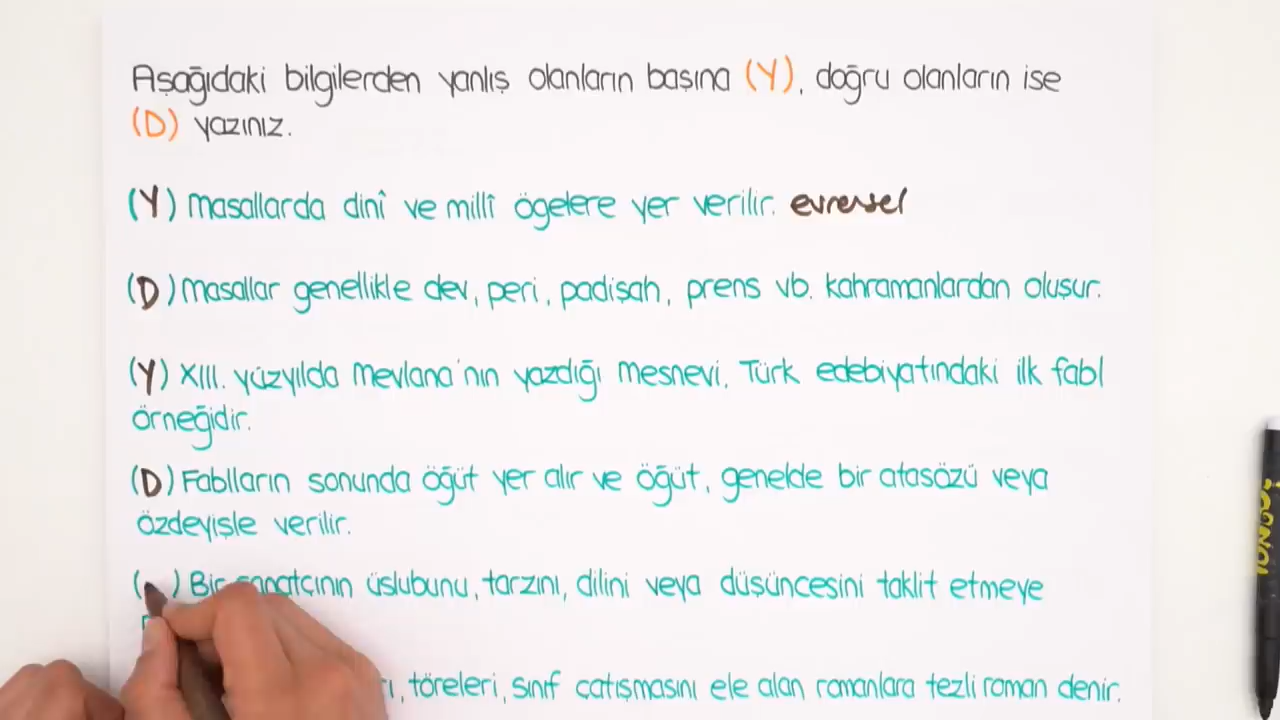 Aşağıdaki bilgilerden yanlış olanların başına (Y), doğru olanların ise
(D) yazınız.
(Y) Masallarda dinî ve millî ögelere yer verilir. evrensel
(D) Masallar genellikle dev, peri, padişah, prens vb. kahramanlardan oluşur.
(Y) XIII. yüzyılda Mevlana'nın yazdığı mesnevi, Türk edebiyatındaki ilk fabl
örneğidir.
(D) Fablların sonunda öğüt yer alır ve öğüt, genelde bir atasözü veya
özdeyişle verilir.
( ) Bir sanatçının üslubunu, tarzını, dilini veya düşüncesini taklit etmeye
, töreleri, sınıf çatışmasını ele alan romanlara tezli roman denir.